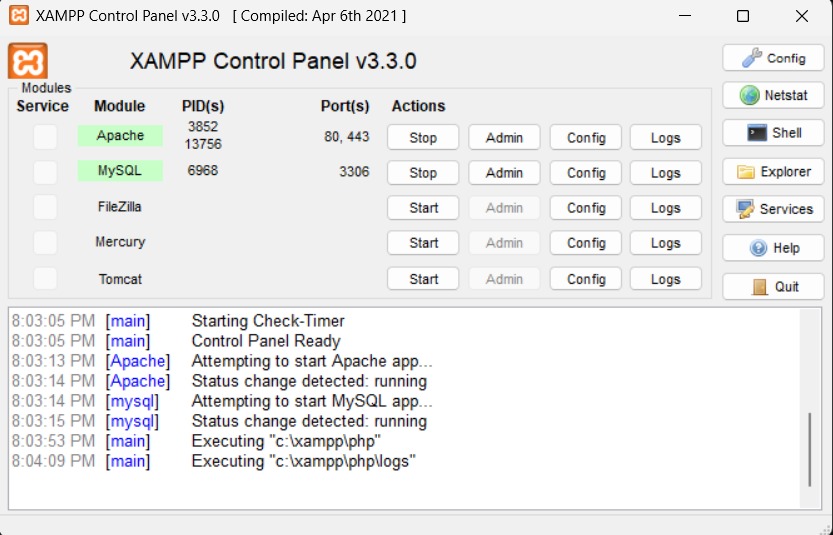 XAMPP Control Panel v3.3.0 [ Compiled: Apr 6th 2021 ]
XAMPP Control Panel v3.3.0
Config
Modules
Service Module PID(s) Port(s) Actions
Netstat
Apache 3852 13756 80, 443 Stop Admin Config Logs
Shell
MySQL 6968 3306 Stop Admin Config Logs
Explorer
FileZilla Start Admin Config Logs
Services
Mercury Start Admin Config Logs
Help
Tomcat Start Admin Config Logs
Quit
8:03:05 PM [main] Starting Check-Timer
8:03:05 PM [main] Control Panel Ready
8:03:13 PM [Apache] Attempting to start Apache app...
8:03:14 PM [Apache] Status change detected: running
8:03:14 PM [mysql] Attempting to start MySQL app...
8:03:15 PM [mysql] Status change detected: running
8:03:53 PM [main] Executing "c:\xampp\php"
8:04:09 PM [main] Executing "c:\xampp\php\logs"